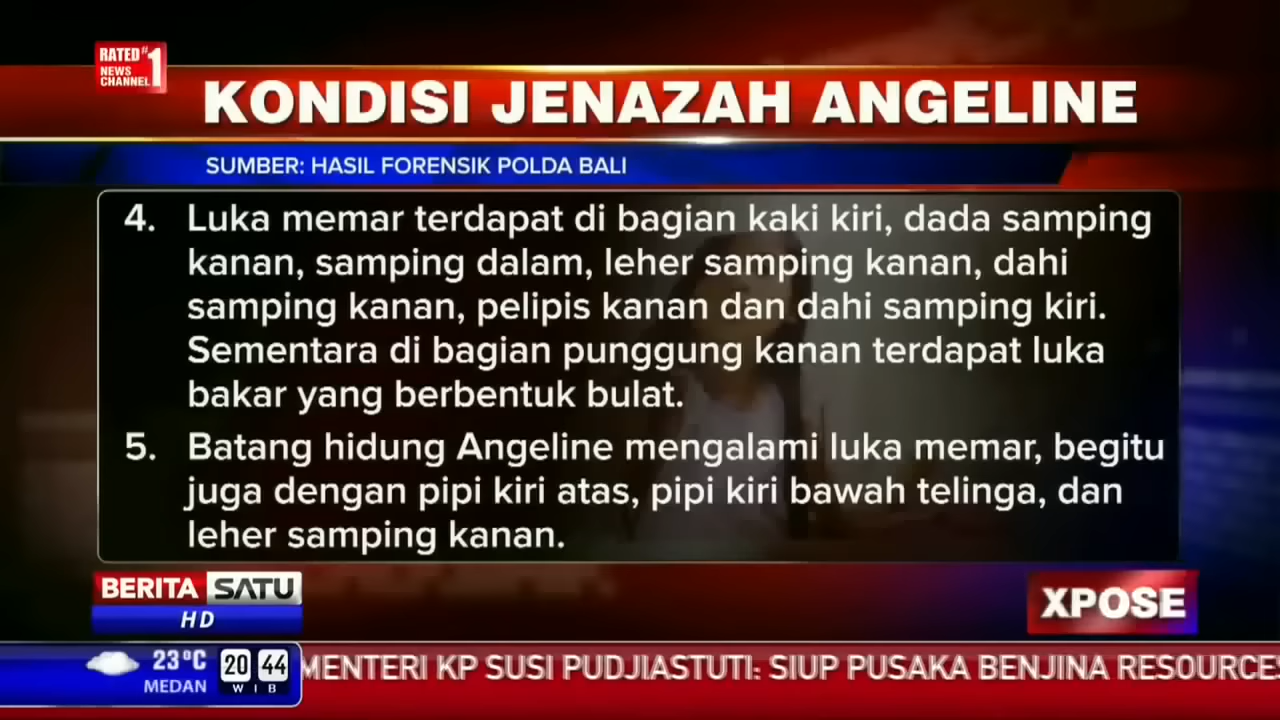 RATED #1
NEWS
CHANNEL
KONDISI JENAZAH ANGELINE
SUMBER: HASIL FORENSIK POLDA BALI
4. Luka memar terdapat di bagian kaki kiri, dada samping
kanan, samping dalam, leher samping kanan, dahi
samping kanan, pelipis kanan dan dahi samping kiri.
Sementara di bagian punggung kanan terdapat luka
bakar yang berbentuk bulat.
5. Batang hidung Angeline mengalami luka memar, begitu
juga dengan pipi kiri atas, pipi kiri bawah telinga, dan
leher samping kanan.
BERITA SATU
HD
XPOSE
23°C
MEDAN
20 44
WIB
MENTERI KP SUSI PUDJIASTUTI: SIUP PUSAKA BENJINA RESOURCES